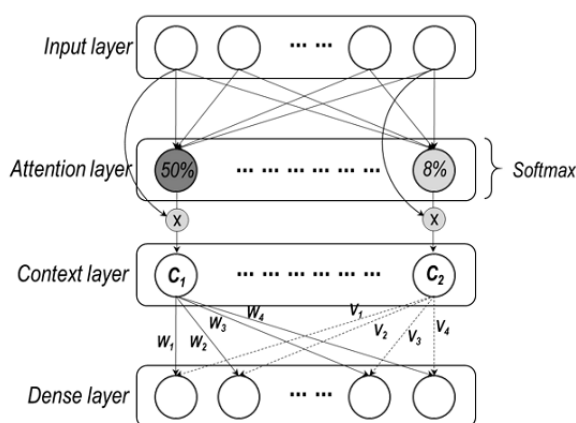 Input layer
... ...
Attention layer
50%
... ... ... ... ... ...
8%
Softmax
X
X
Context layer
C1
... ... ... ... ... ...
C2
W1
W2
W3
W4
V1
V2
V3
V4
Dense layer
... ...